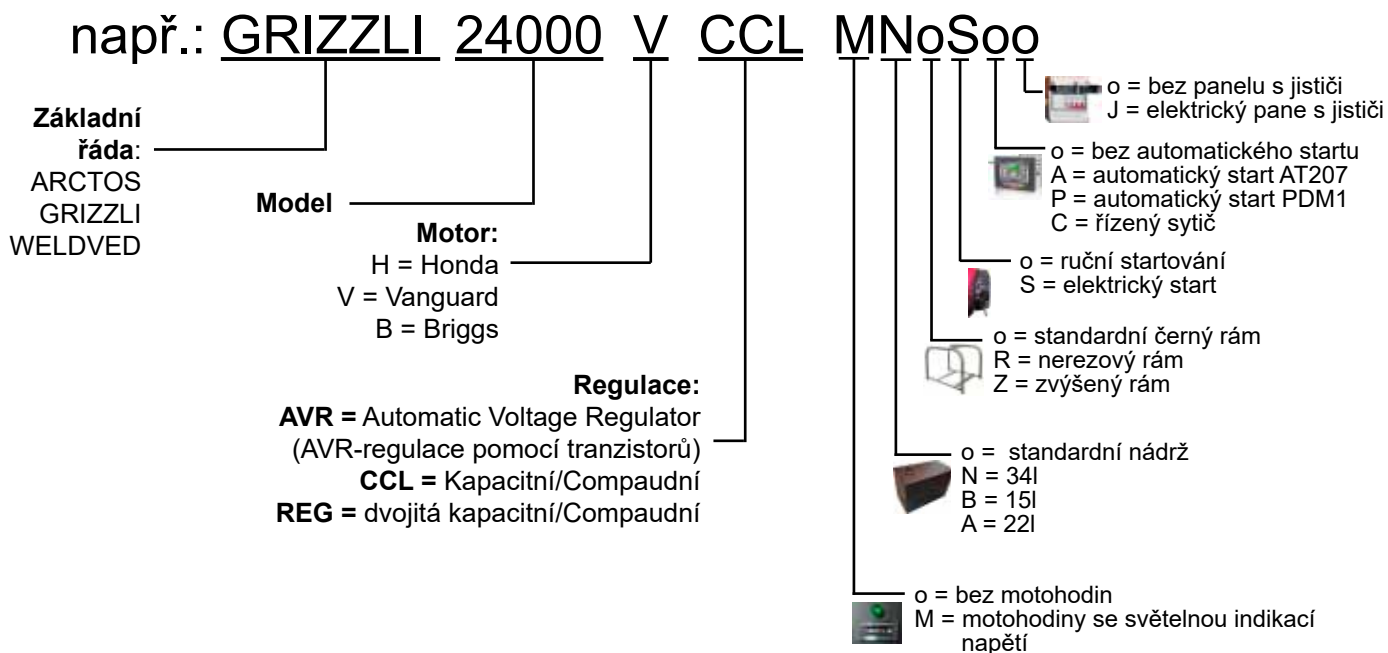 např.: GRIZZLI 24000 V CCL MNoSoo
o = bez panelu s jističi
J = elektrický pane s jističi
Základní
řáda:
ARCTOS
GRIZZLI
WELDVED
o = bez automatického startu
A = automatický start AT207
P = automatický start PDM1
C = řízený sytič
Model
Motor:
H = Honda
V = Vanguard
B = Briggs
o = ruční startování
S = elektrický start
o = standardní černý rám
R = nerezový rám
Z = zvýšený rám
Regulace:
AVR = Automatic Voltage Regulator
(AVR-regulace pomocí tranzistorů)
CCL = Kapacitní/Compaudní
REG = dvojitá kapacitní/Compaudní
o = standardní nádrž
N = 34l
B = 15l
A = 22l
o = bez motohodin
M = motohodiny se světelnou indikací
napětí